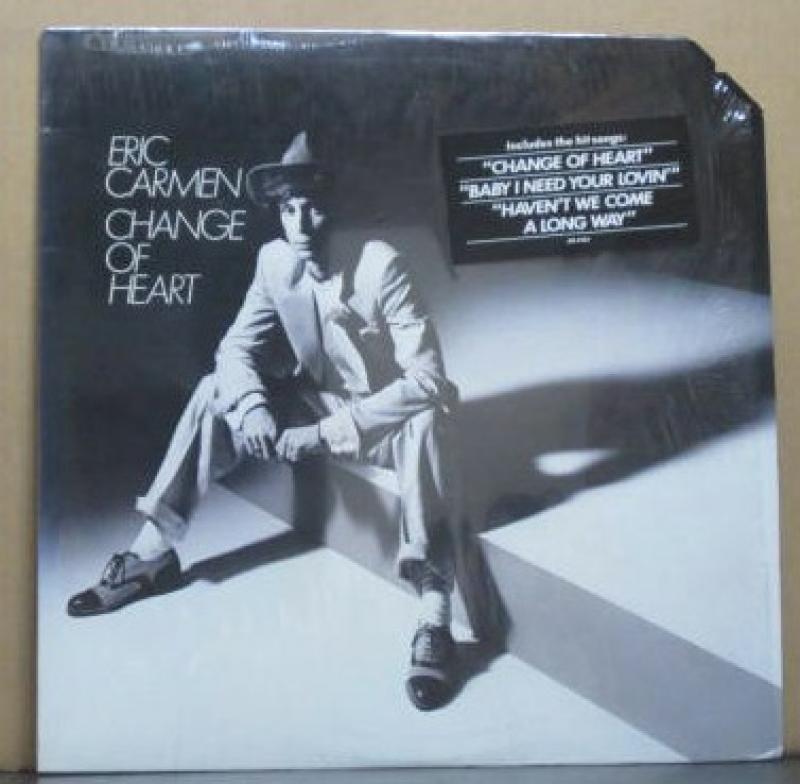 ERIC
CARMEN
CHANGE
OF
HEART
Includes the hit songs:
"CHANGE OF HEART"
"BABY I NEED YOUR LOVIN'"
"HAVEN'T WE COME
A LONG WAY"